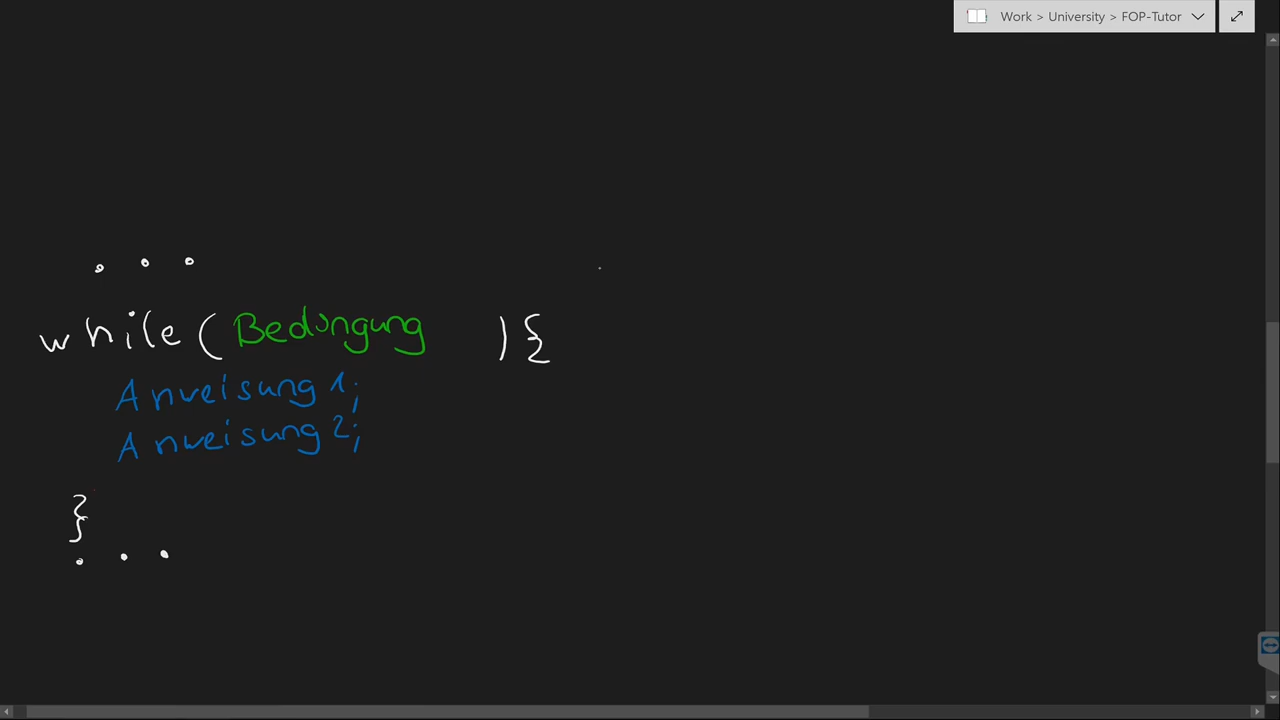 Work > University > FOP-Tutor
...
while(Bedingung ){
Anweisung 1;
Anweisung 2;
}
...